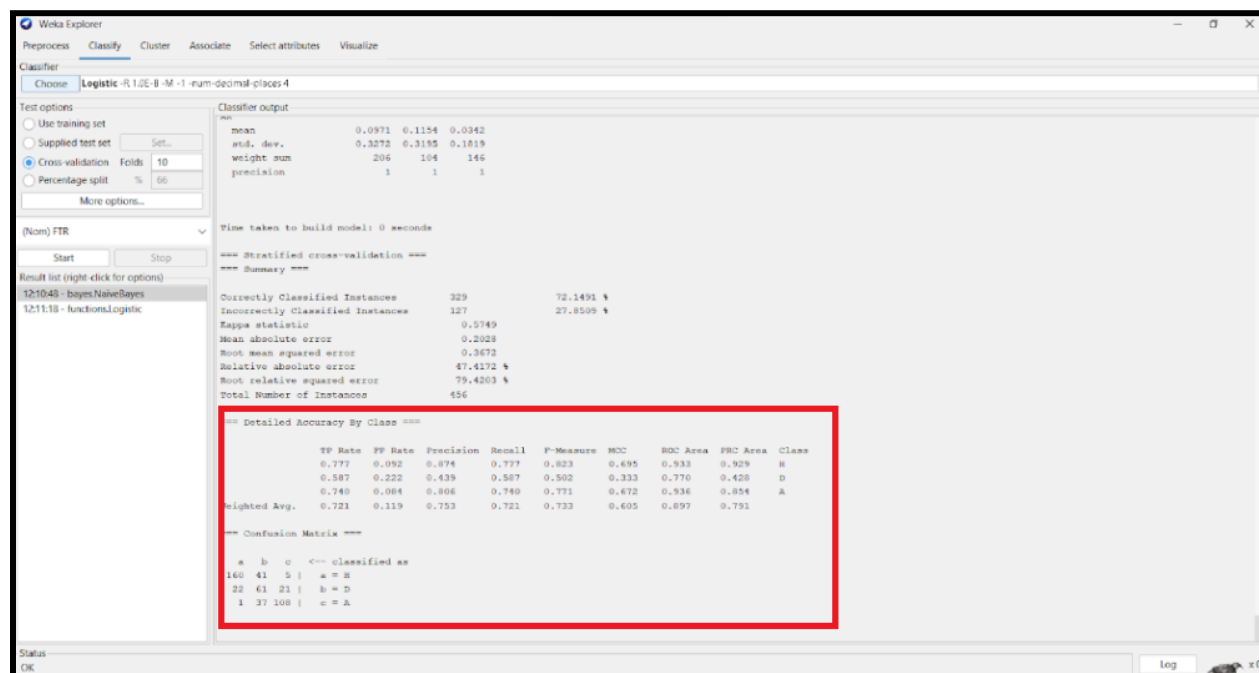 Weka Explorer
Preprocess Classify Cluster Associate Select attributes Visualize
Classifier
Choose Logistic -R 1.0E-8 -M -1 -num-decimal-places 4
Test options
Use training set
Supplied test set Set...
Cross-validation Folds 10
Percentage split % 66
More options...
(Nom) FTR
Start Stop
Result list (right-click for options)
12:10:48 - bayes.NaiveBayes
12:11:18 - functions.Logistic
Classifier output
mean 0.0971 0.1154 0.0342
std. dev. 0.3272 0.3195 0.1819
weight sum 206 104 146
precision 1 1 1
Time taken to build model: 0 seconds
=== Stratified cross-validation ===
=== Summary ===
Correctly Classified Instances 329 72.1491 %
Incorrectly Classified Instances 127 27.8509 %
Kappa statistic 0.5749
Mean absolute error 0.2028
Root mean squared error 0.3672
Relative absolute error 47.4172 %
Root relative squared error 79.4203 %
Total Number of Instances 456
=== Detailed Accuracy By Class ===
TP Rate FP Rate Precision Recall F-Measure MCC ROC Area PRC Area Class
0.777 0.092 0.874 0.777 0.823 0.695 0.933 0.929 H
0.587 0.222 0.439 0.587 0.502 0.333 0.770 0.428 D
0.740 0.084 0.806 0.740 0.771 0.672 0.936 0.854 A
Weighted Avg. 0.721 0.119 0.753 0.721 0.733 0.605 0.897 0.791
=== Confusion Matrix ===
a b c <-- classified as
160 41 5 | a = H
22 61 21 | b = D
1 37 108 | c = A
Status
OK
Log
x 0